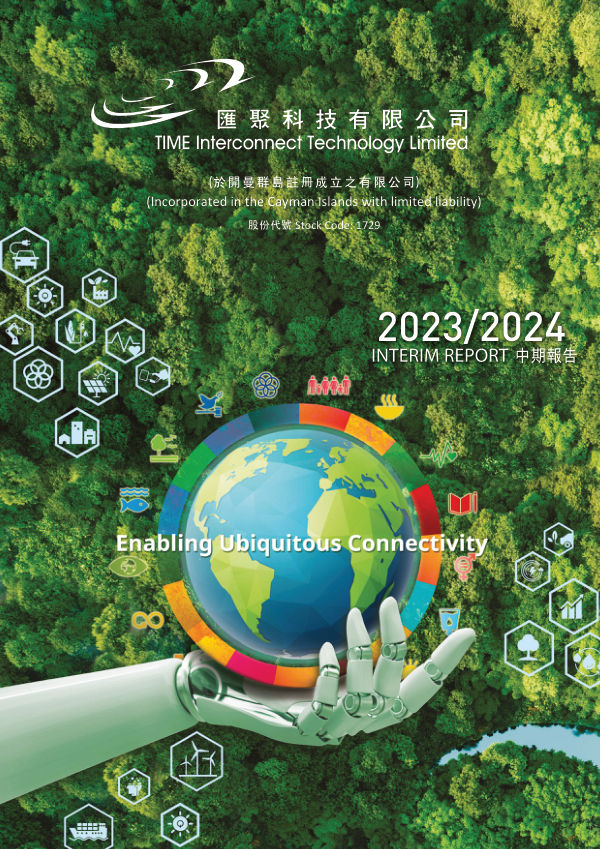 匯聚科技有限公司
TIME Interconnect Technology Limited
(於開曼群島註冊成立之有限公司)
(Incorporated in the Cayman Islands with limited liability)
股份代號 Stock Code: 1729
2023/2024
INTERIM REPORT 中期報告
Enabling Ubiquitous Connectivity